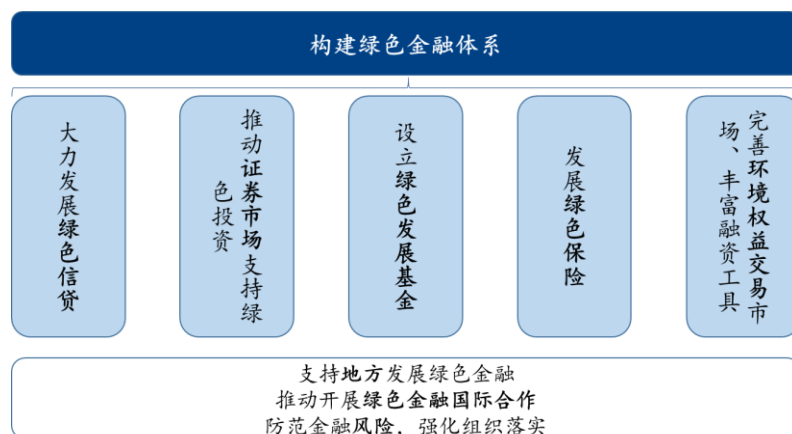 构建绿色金融体系
大力发展绿色信贷
推动证券市场支持绿
色投资
设立绿色发展基金
发展绿色保险
完善环境权益交易市
场、丰富融资工具
支持地方发展绿色金融
推动开展绿色金融国际合作
防范金融风险，强化组织落实